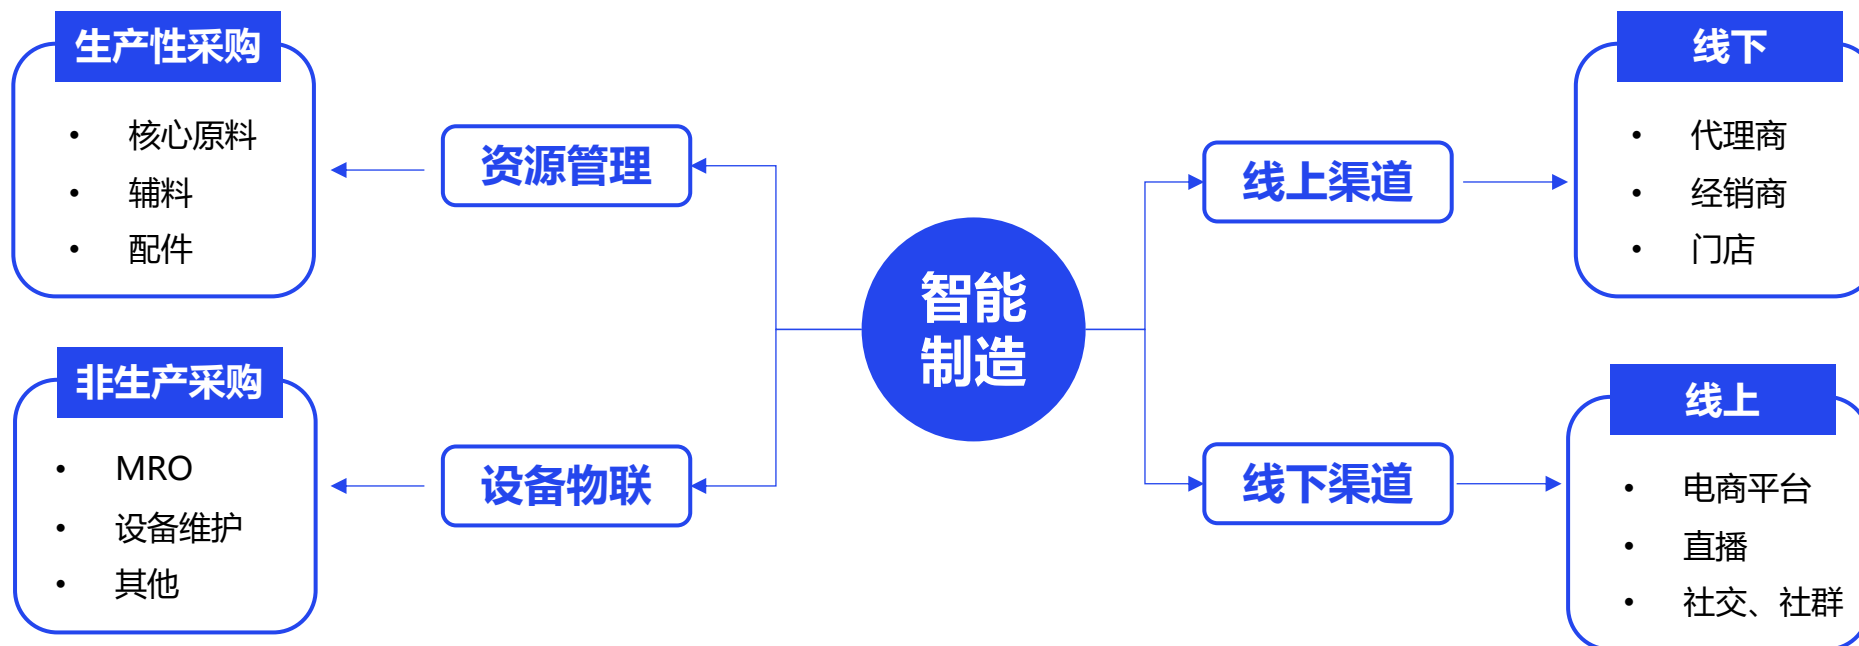 生产性采购
• 核心原料
• 辅料
• 配件
非生产采购
• MRO
• 设备维护
• 其他
资源管理
设备物联
智能
制造
线上渠道
线下渠道
线下
• 代理商
• 经销商
• 门店
线上
• 电商平台
• 直播
• 社交、社群